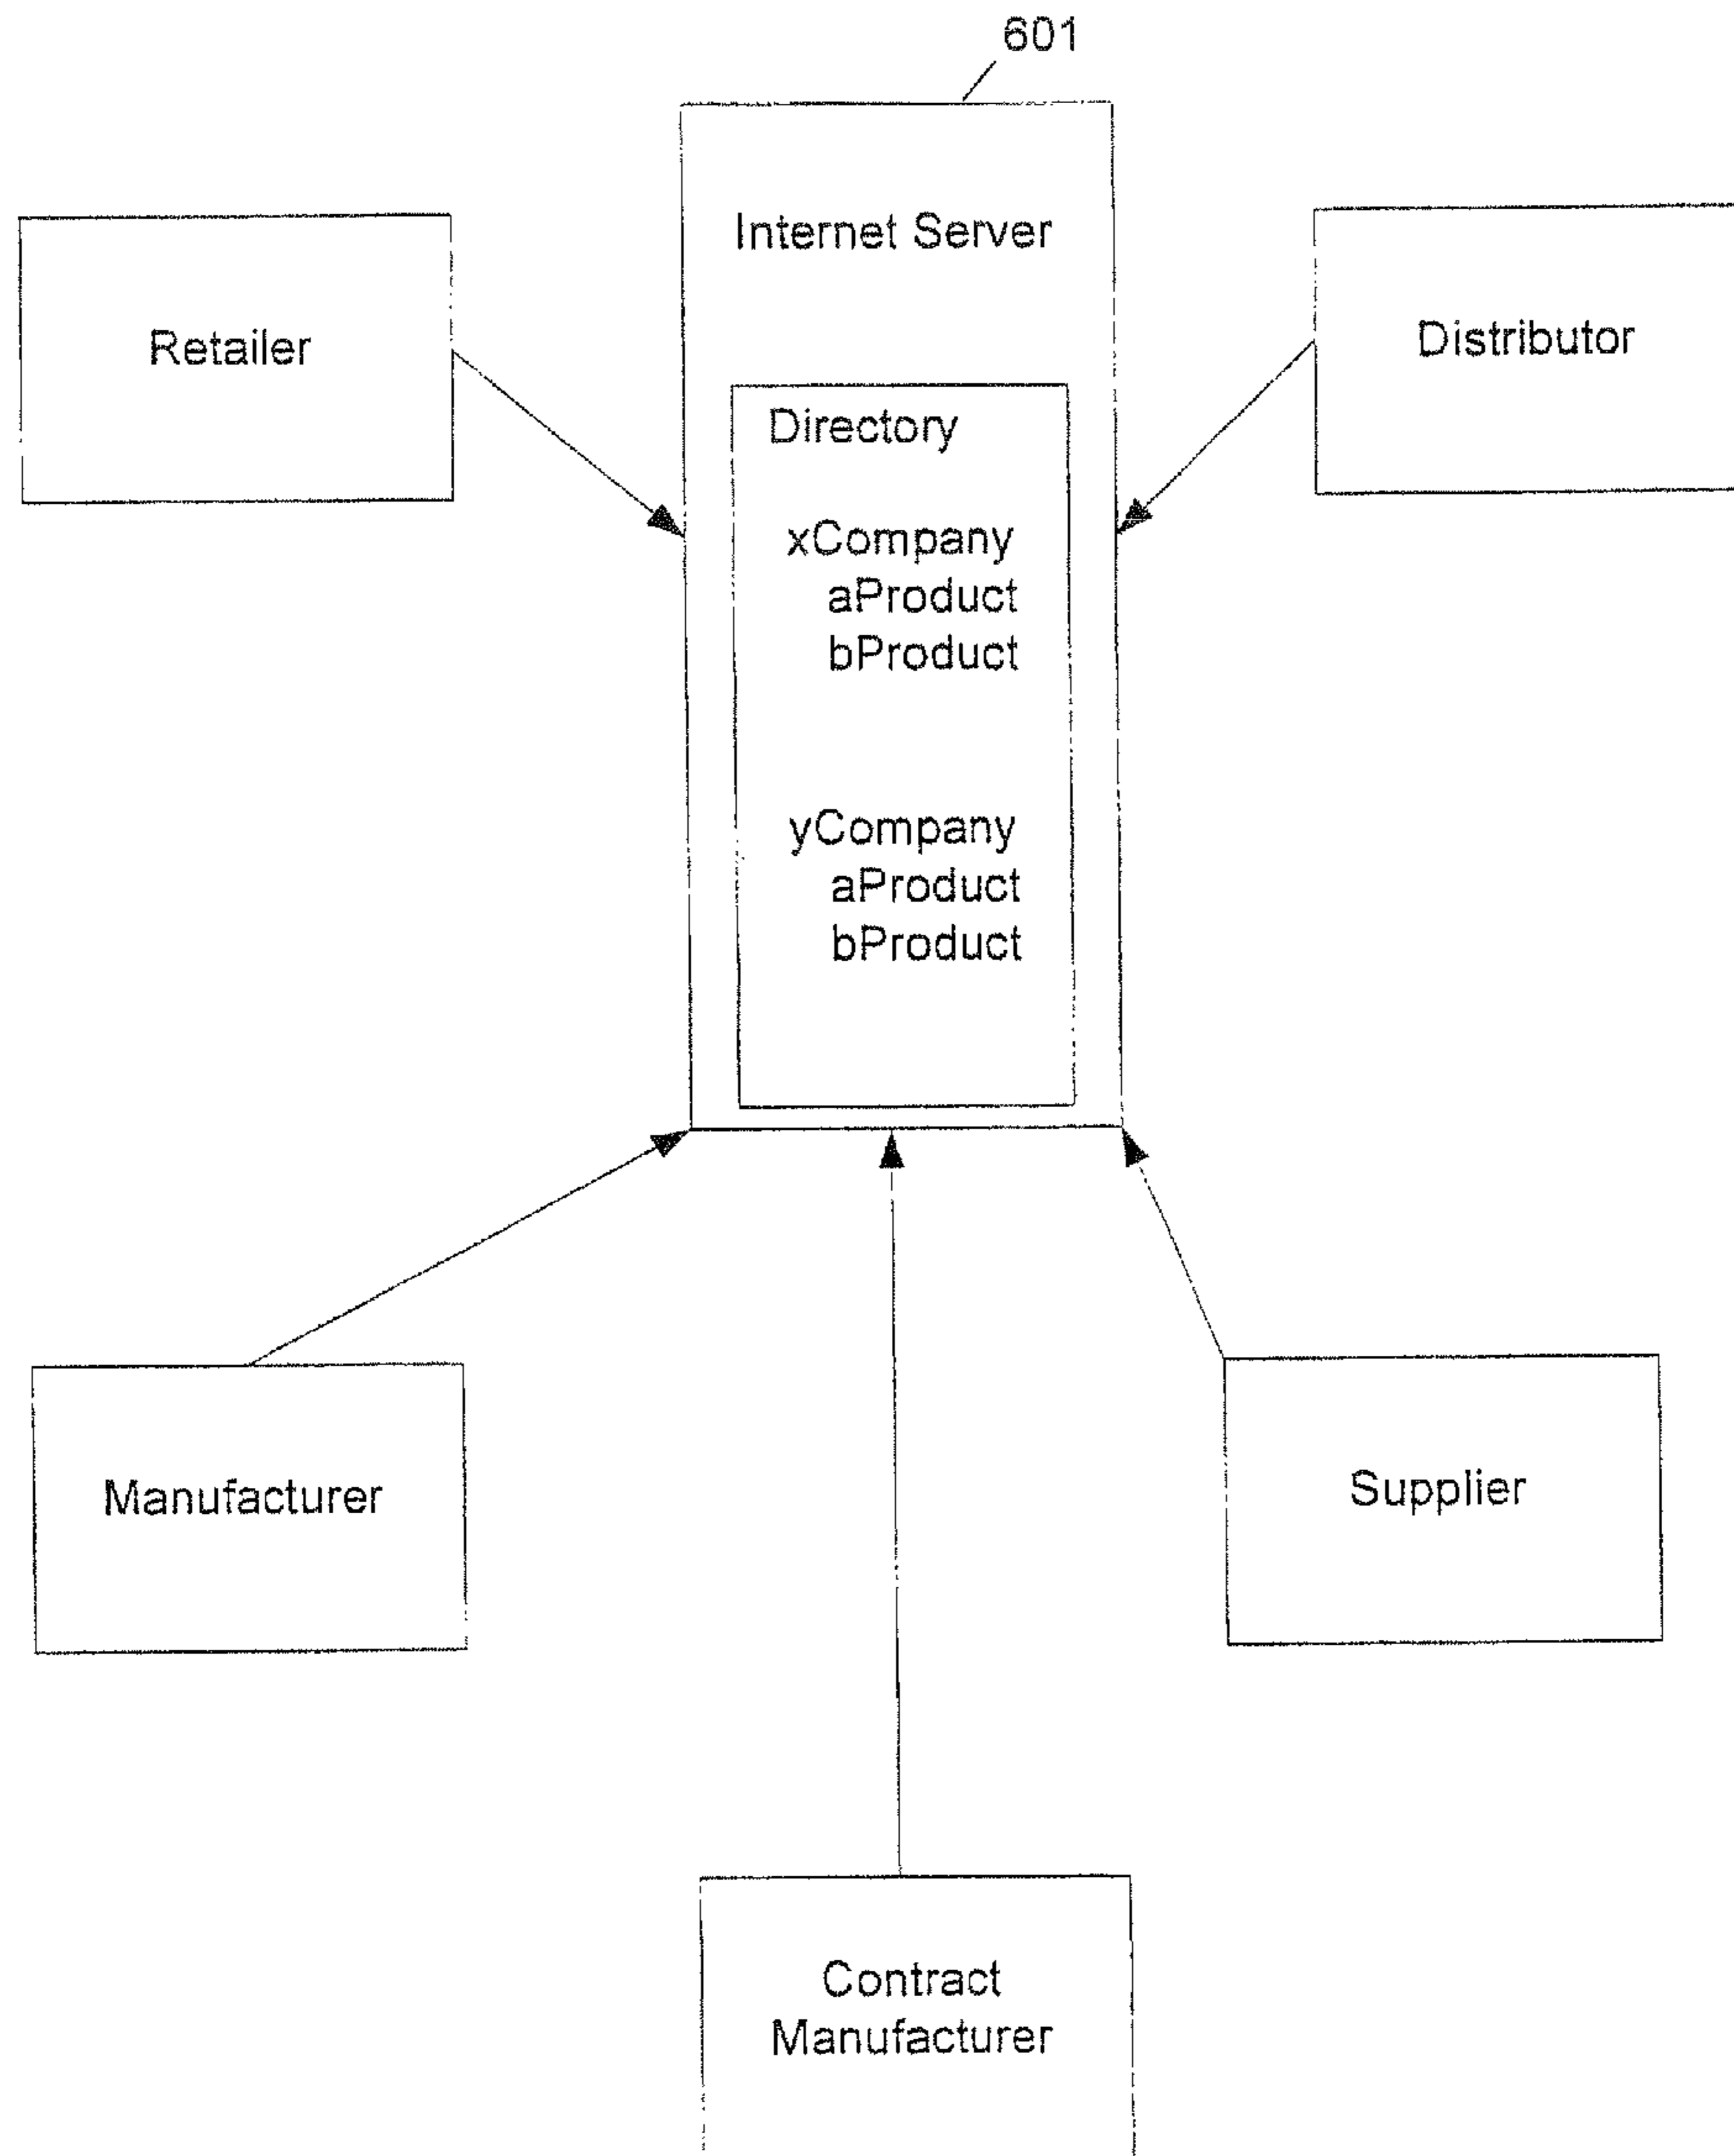 601
Internet Server
Retailer
Distributor
Directory
xCompany
aProduct
bProduct
yCompany
aProduct
bProduct
Manufacturer
Supplier
Contract
Manufacturer